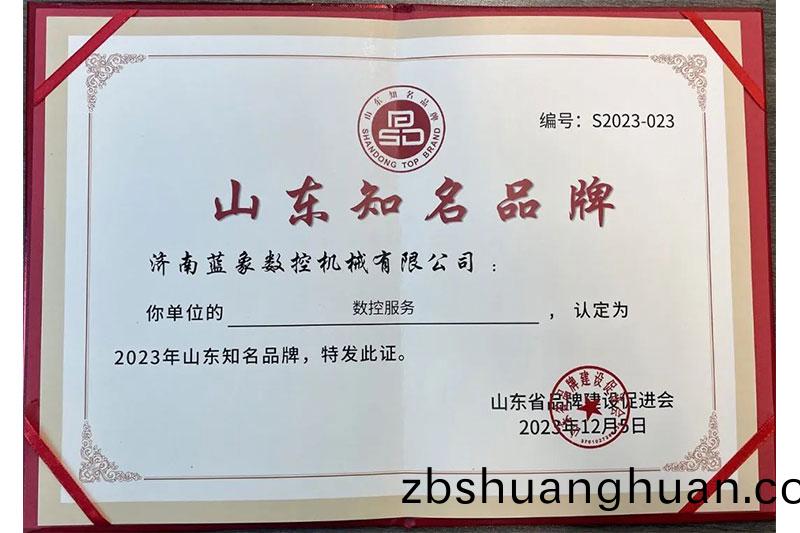 山东知名品牌
SHANDONG TOP BRAND
编号：S2023-023
山东知名品牌
济南蓝象数控机械有限公司：
你单位的 数控服务 ，认定为
2023年山东知名品牌，特发此证。
山东省品牌建设促进会
2023年12月5日
zbshuanghuan.co